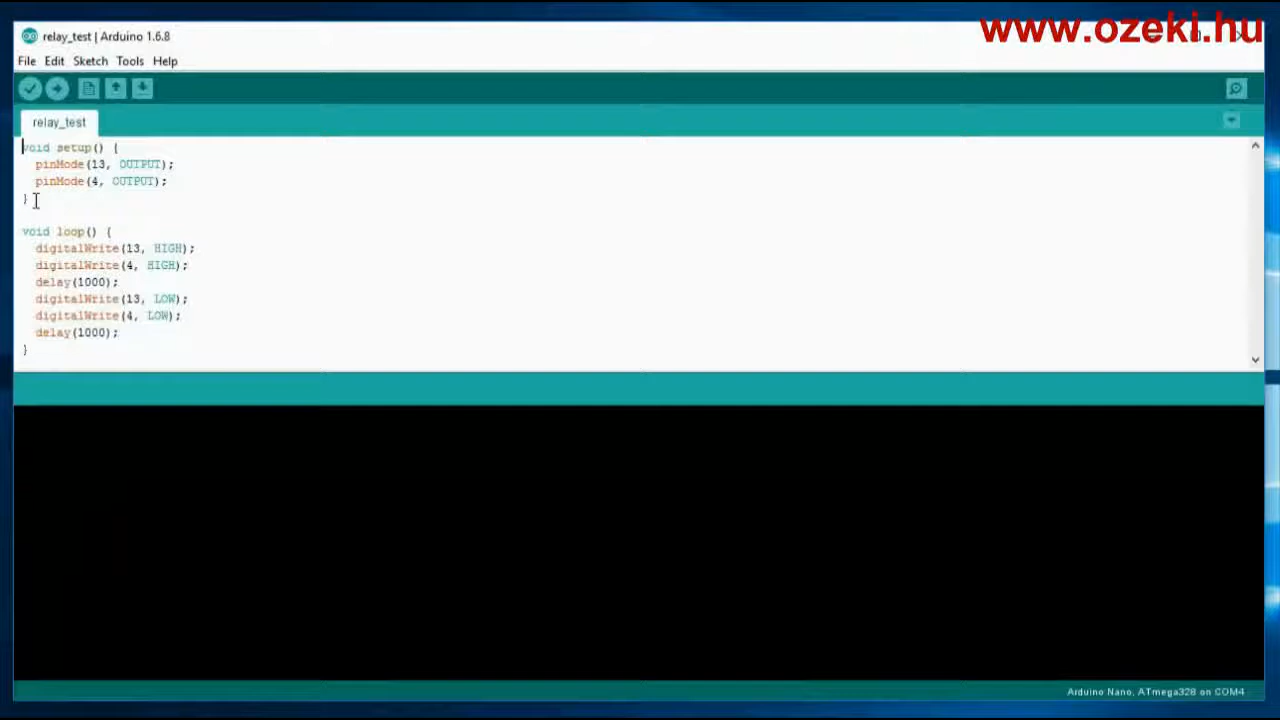 www.ozeki.hu
relay_test | Arduino 1.6.8
File Edit Sketch Tools Help
relay_test
void setup() {
  pinMode(13, OUTPUT);
  pinMode(4, OUTPUT);
}
void loop() {
  digitalWrite(13, HIGH);
  digitalWrite(4, HIGH);
  delay(1000);
  digitalWrite(13, LOW);
  digitalWrite(4, LOW);
  delay(1000);
}
Arduino Nano, ATmega328 on COM4